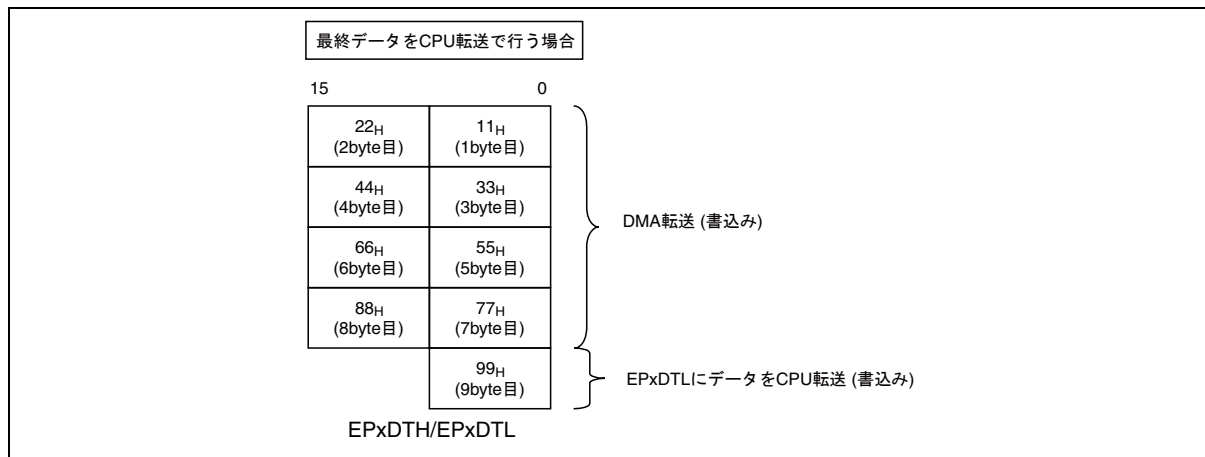 最終データをCPU転送で行う場合
15 0
22H 11H
(2byte目) (1byte目)
44H 33H
(4byte目) (3byte目)
DMA転送 (書込み)
66H 55H
(6byte目) (5byte目)
88H 77H
(8byte目) (7byte目)
99H
(9byte目)
EPxDTLにデータをCPU転送 (書込み)
EPxDTH/EPxDTL